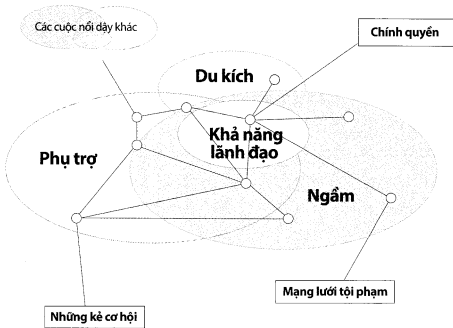 Các cuộc nổi dậy khác
Chính quyền
Du kích
Khả năng
lãnh đạo
Phụ trợ
Ngầm
Mạng lưới tội phạm
Những kẻ cơ hội